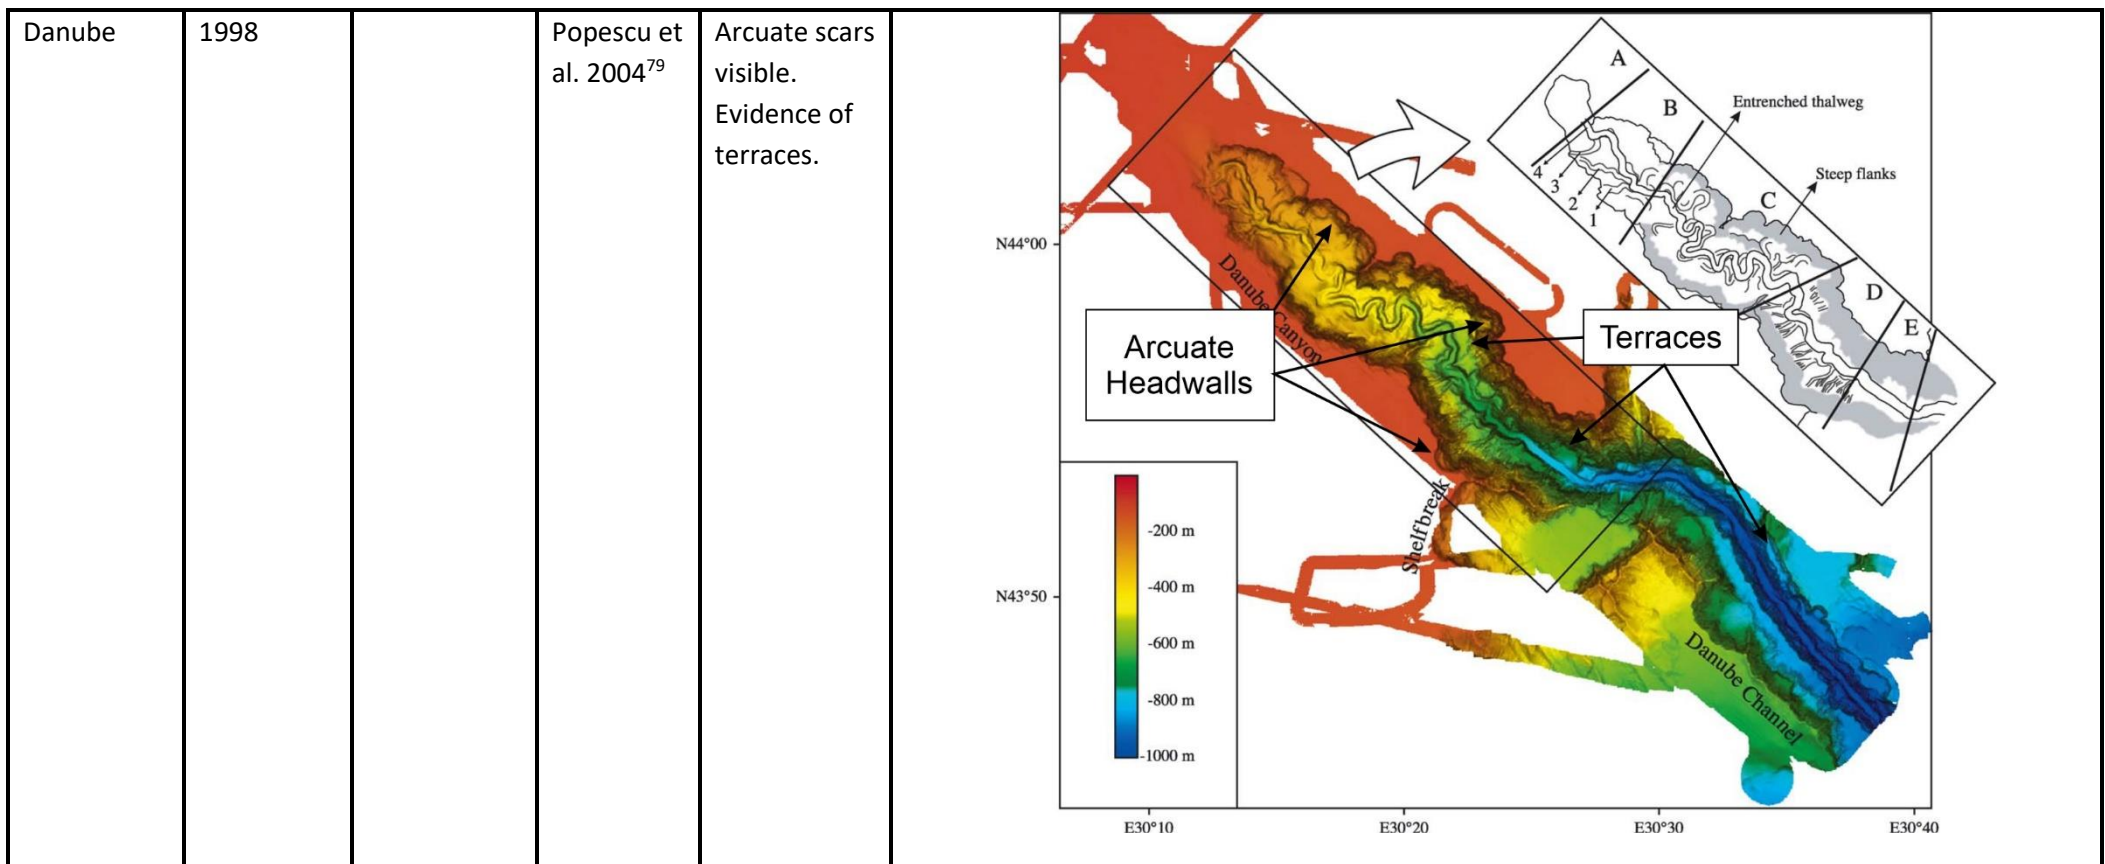 Danube
1998
Popescu et
al. 2004⁷⁹
Arcuate scars
visible.
Evidence of
terraces.
A
B
Entrenched thalweg
Steep flanks
C
4
3
2
1
D
E
N44°00
Danube Canyon
Arcuate
Headwalls
Terraces
Shelfbreak
-200 m
-400 m
-600 m
-800 m
-1000 m
N43°50
Danube Channel
E30°10
E30°20
E30°30
E30°40